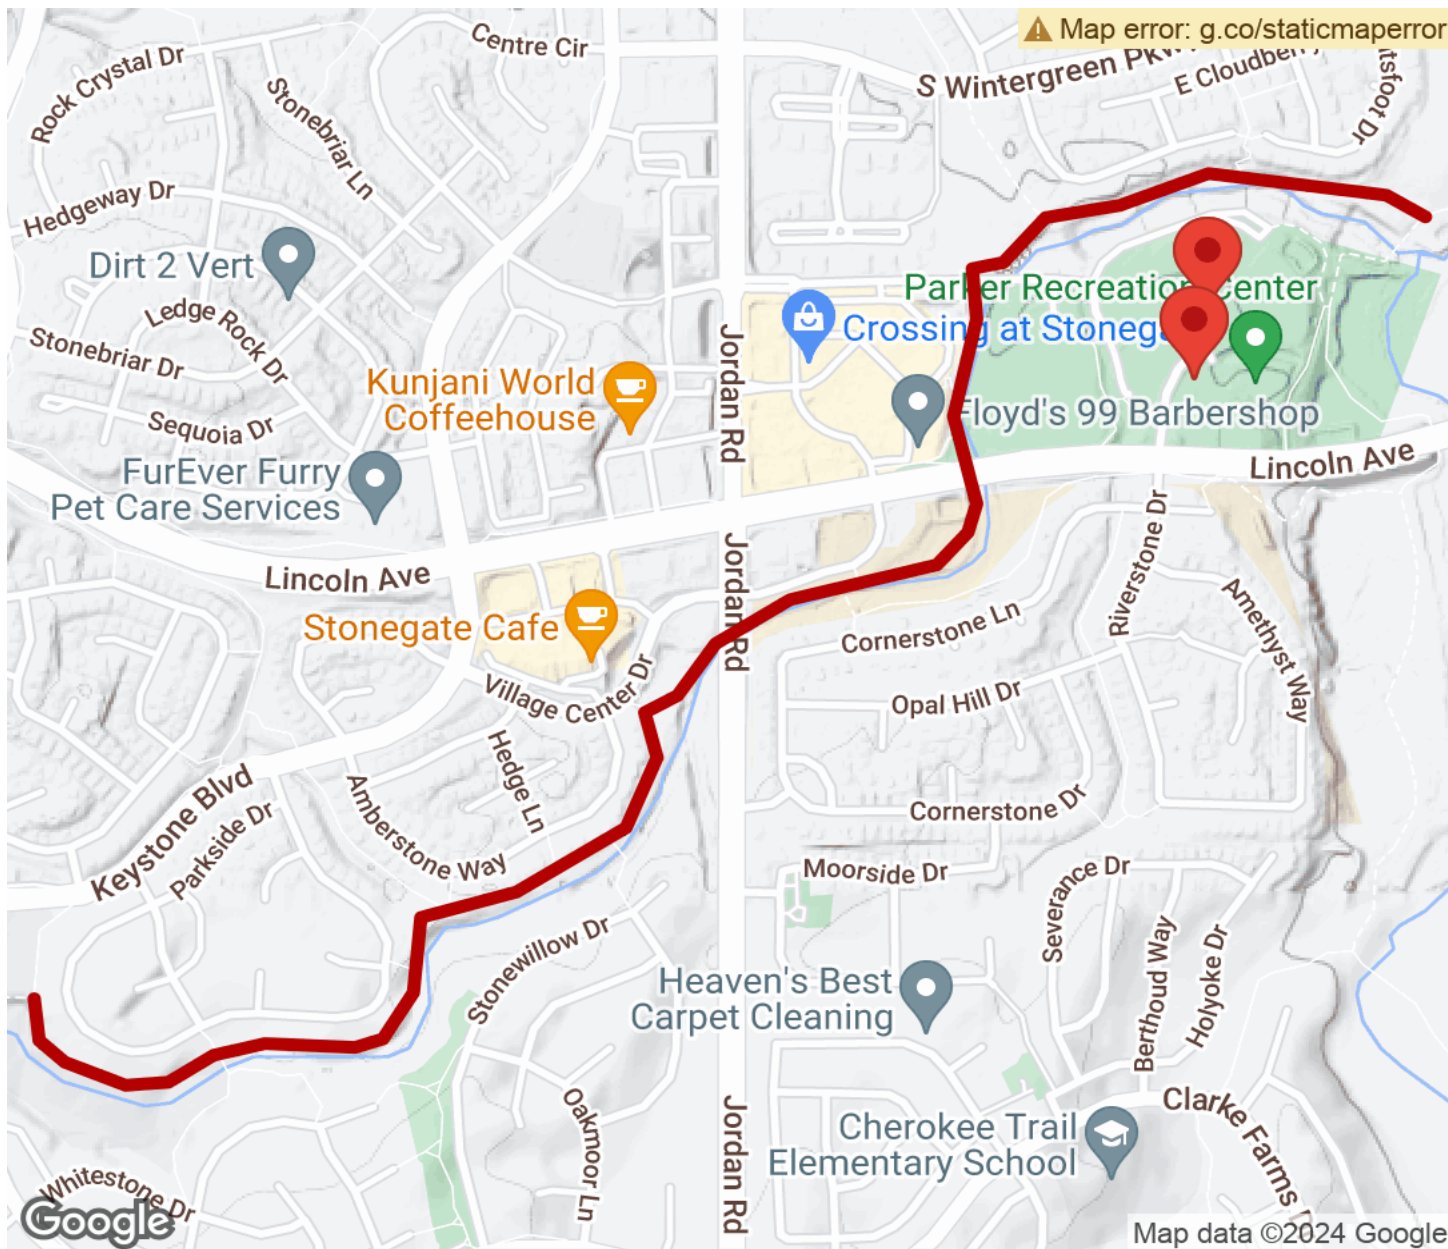 Map error: g.co/staticmaperror
Centre Cir
Rock Crystal Dr
Stonebriar Ln
S Wintergreen
E Cloudberry
Hedgeway Dr
Dirt 2 Vert
Ledge Rock Dr
Stonebriar Dr
Parker Recreation Center
Crossing at
Jordan Rd
Kunjani World
Coffeehouse
Floyd's 99 Barbershop
Sequoia Dr
FurEver Furry
Pet Care Services
Lincoln Ave
Lincoln Ave
Riverstone Dr
Jordan Rd
Amethyst Way
Stonegate Cafe
Cornerstone Ln
Village Center Dr
Opal Hill Dr
Hedge Ln
Keystone Blvd
Parkside Dr
Amberstone Way
Cornerstone Dr
Moorside Dr
Severance Dr
Stonewillow Dr
Berthoud Way
Holyoke Dr
Heaven's Best
Carpet Cleaning
Oakmoor Ln
Jordan Rd
Clarke Farms
Cherokee Trail
Elementary School
Whitestone Dr
Google
Map data ©2024 Google